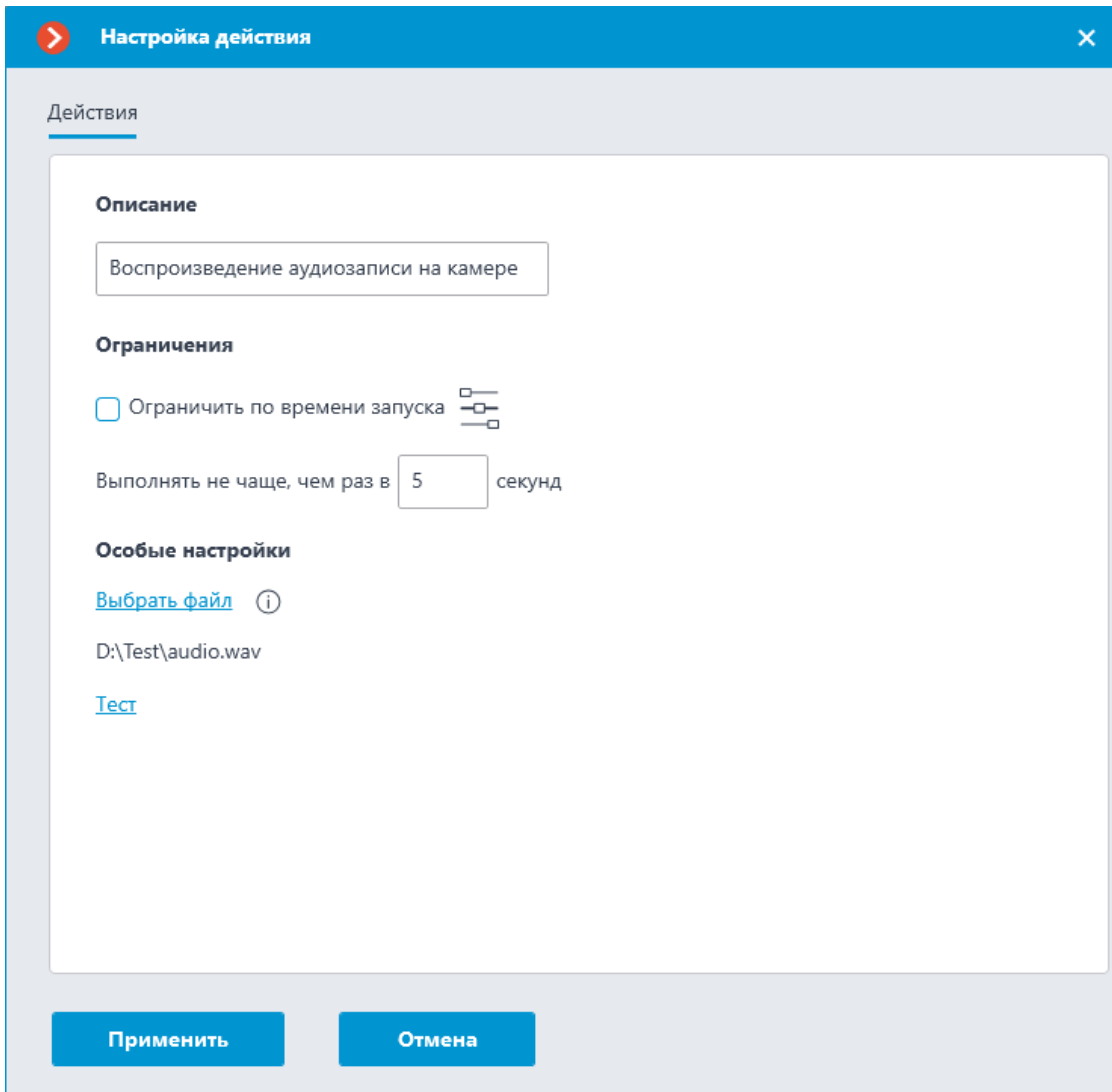 Настройка действия
Действия
Описание
Воспроизведение аудиозаписи на камере
Ограничения
Ограничить по времени запуска
Выполнять не чаще, чем раз в 5 секунд
Особые настройки
Выбрать файл
D:\Test\audio.wav
Тест
Применить Отмена